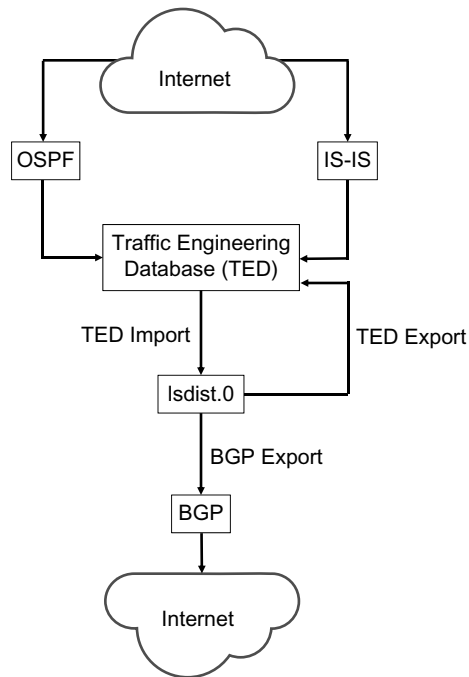 Internet
OSPF
IS-IS
Traffic Engineering
Database (TED)
TED Import
TED Export
lsdist.0
BGP Export
BGP
Internet